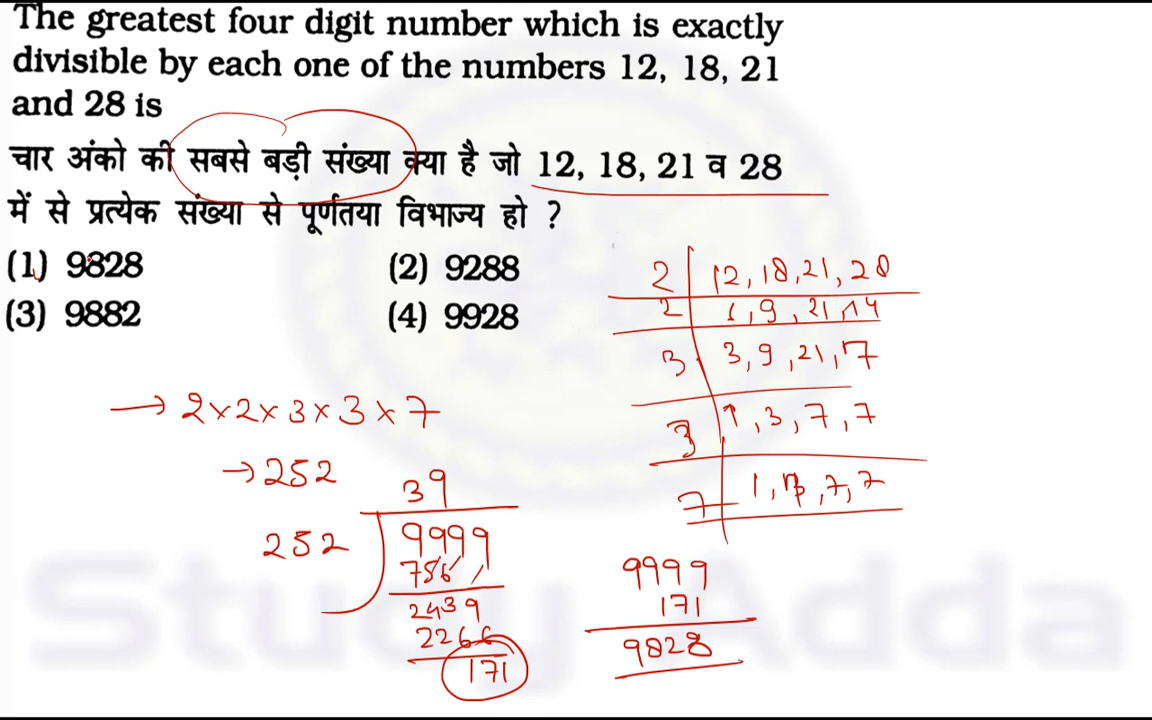 The greatest four digit number which is exactly
divisible by each one of the numbers 12, 18, 21
and 28 is
चार अंको की सबसे बड़ी संख्या क्या है जो 12, 18, 21 व 28
में से प्रत्येक संख्या से पूर्णतया विभाज्य हो ?
(1) 9828 (2) 9288
(3) 9882 (4) 9928
2 12, 18, 21, 28
2 1, 9, 21, 14
3 3, 9, 21, 7
3 1, 3, 7, 7
7 1, , 7, 7
→ 2×2×3×3×7
→ 252
39
252 9999
756
2439
2266
171
9999
171
9828
Study Adda